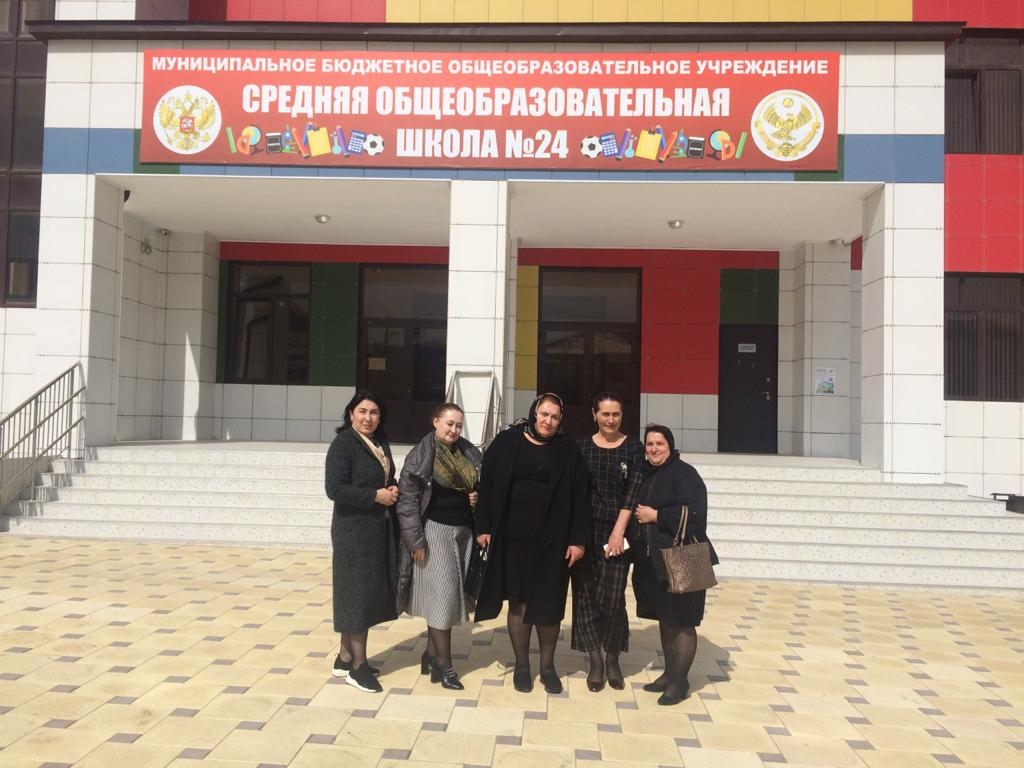 МУНИЦИПАЛЬНОЕ БЮДЖЕТНОЕ ОБЩЕОБРАЗОВАТЕЛЬНОЕ УЧРЕЖДЕНИЕ
СРЕДНЯЯ ОБЩЕОБРАЗОВАТЕЛЬНАЯ
ШКОЛА №24